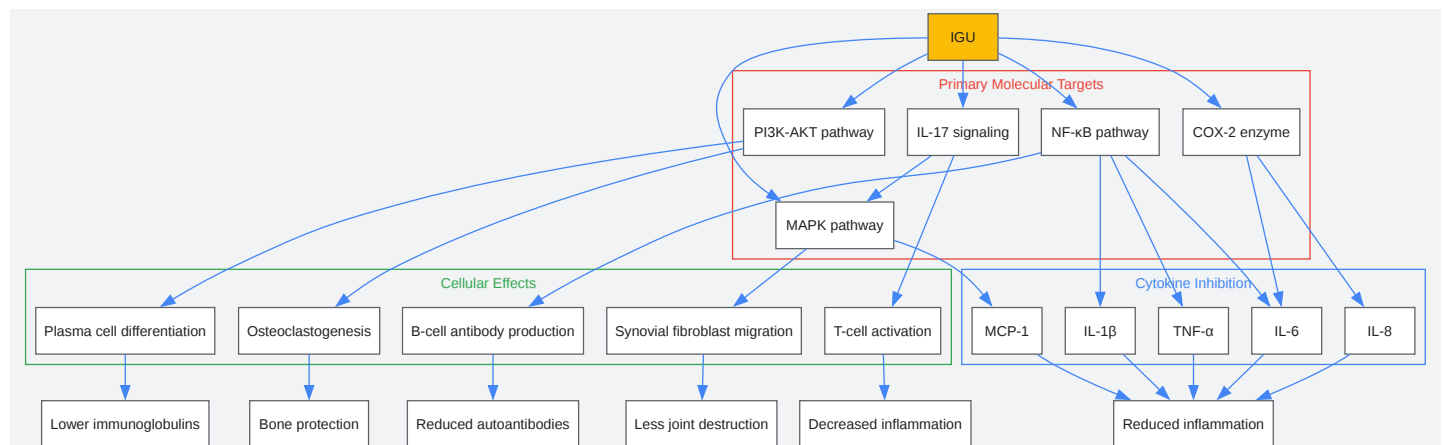 IGU
Primary Molecular Targets
PI3K-AKT pathway
IL-17 signaling
NF-κB pathway
COX-2 enzyme
MAPK pathway
Cellular Effects
Cytokine Inhibition
Plasma cell differentiation
Osteoclastogenesis
B-cell antibody production
Synovial fibroblast migration
T-cell activation
MCP-1
IL-1β
TNF-α
IL-6
IL-8
Lower immunoglobulins
Bone protection
Reduced autoantibodies
Less joint destruction
Decreased inflammation
Reduced inflammation